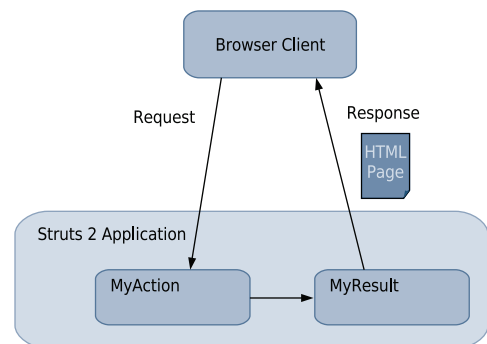 Browser Client
Request
Response
HTML
Page
Struts 2 Application
MyAction
MyResult